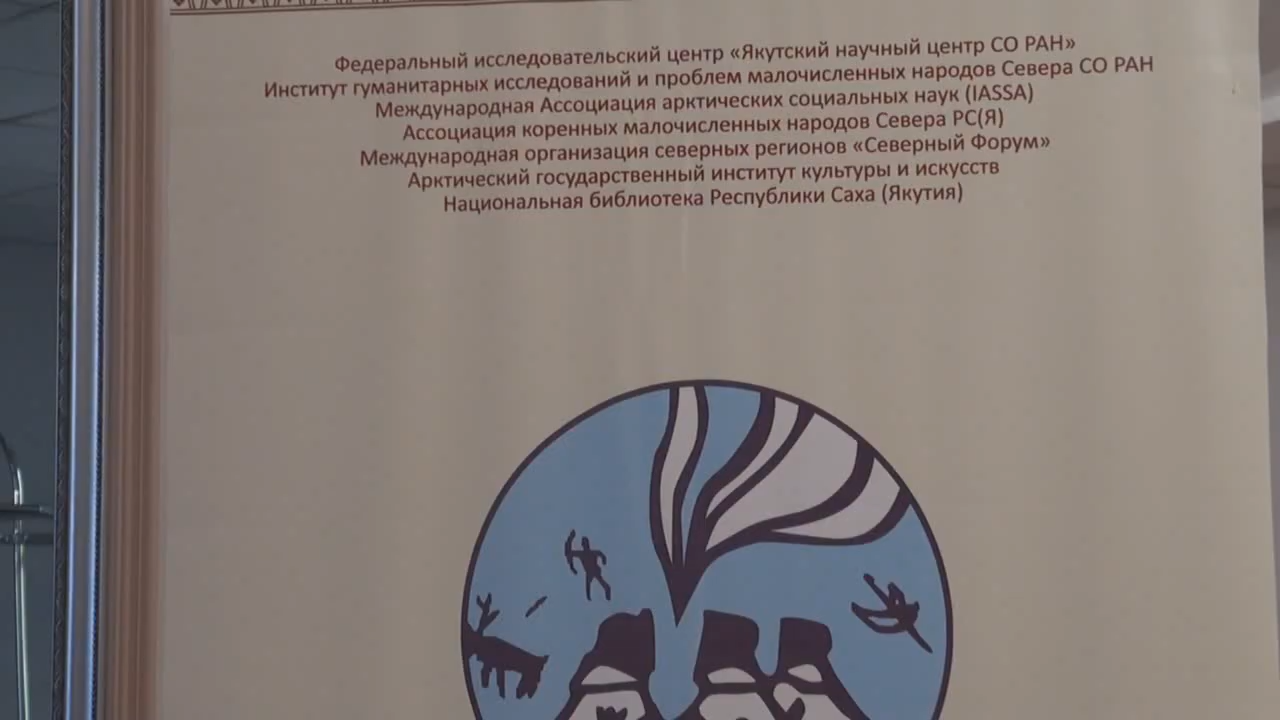 Федеральный исследовательский центр «Якутский научный центр СО РАН»
Институт гуманитарных исследований и проблем малочисленных народов Севера СО РАН
Международная Ассоциация арктических социальных наук (IASSA)
Ассоциация коренных малочисленных народов Севера РС(Я)
Международная организация северных регионов «Северный Форум»
Арктический государственный институт культуры и искусств
Национальная библиотека Республики Саха (Якутия)